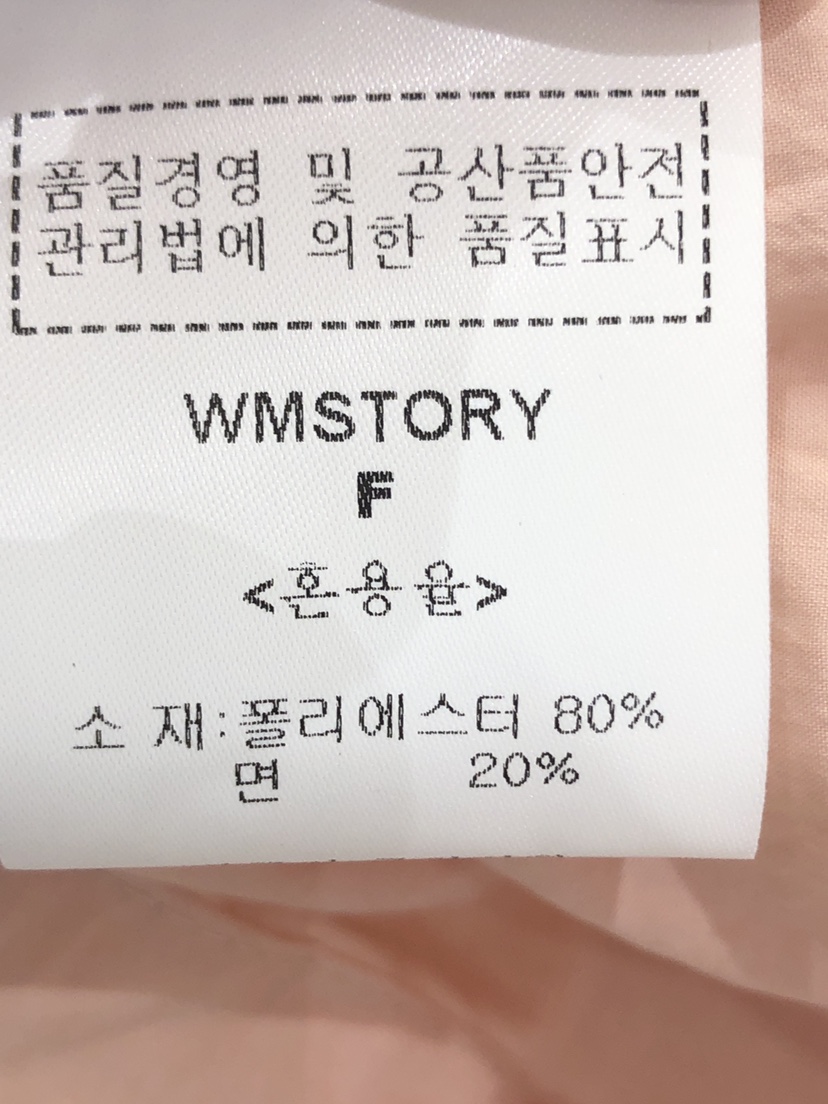 품질경영 및 공산품안전
관리법에 의한 품질표시
WMSTORY
F
<혼용율>
소 재:폴리에스터 80%
면 20%